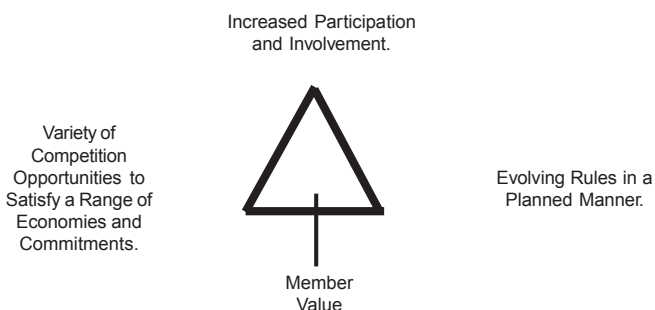 Increased Participation
and Involvement.
Variety of
Competition
Opportunities to
Satisfy a Range of
Economies and
Commitments.
Evolving Rules in a
Planned Manner.
Member
Value